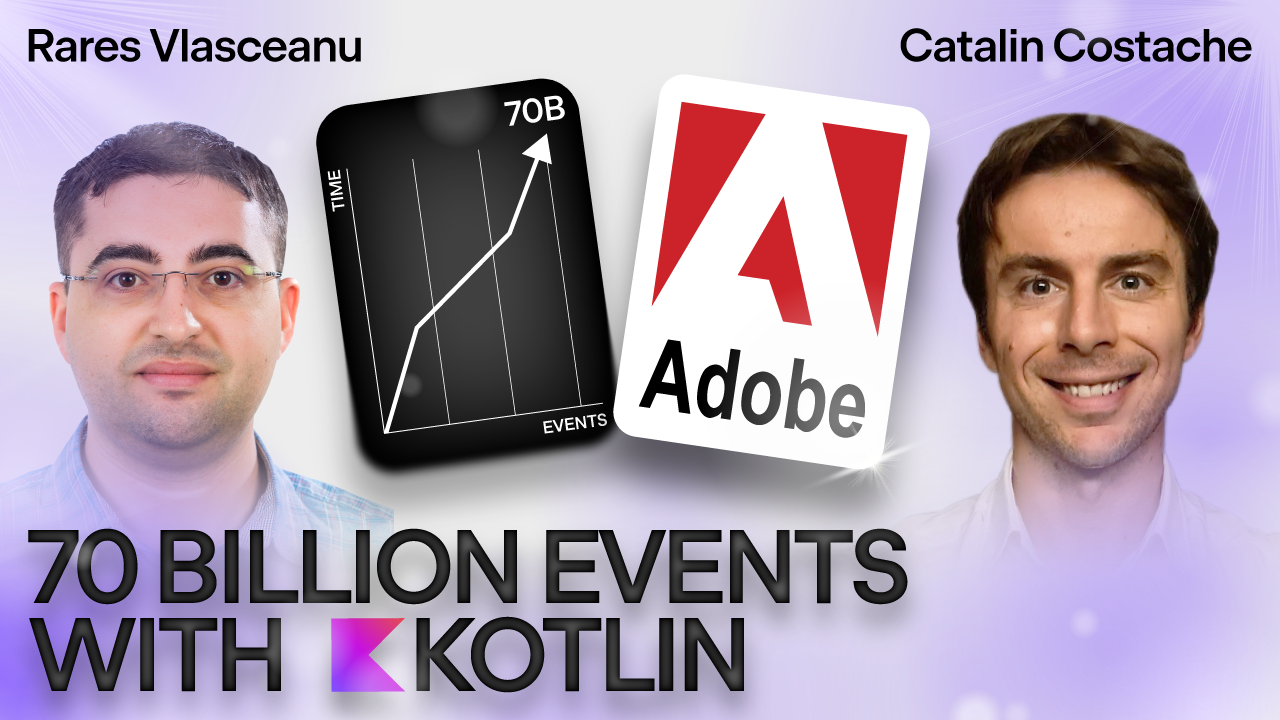 Rares Vlasceanu
Catalin Costache
70B
TIME
EVENTS
Adobe
70 BILLION EVENTS
WITH KOTLIN